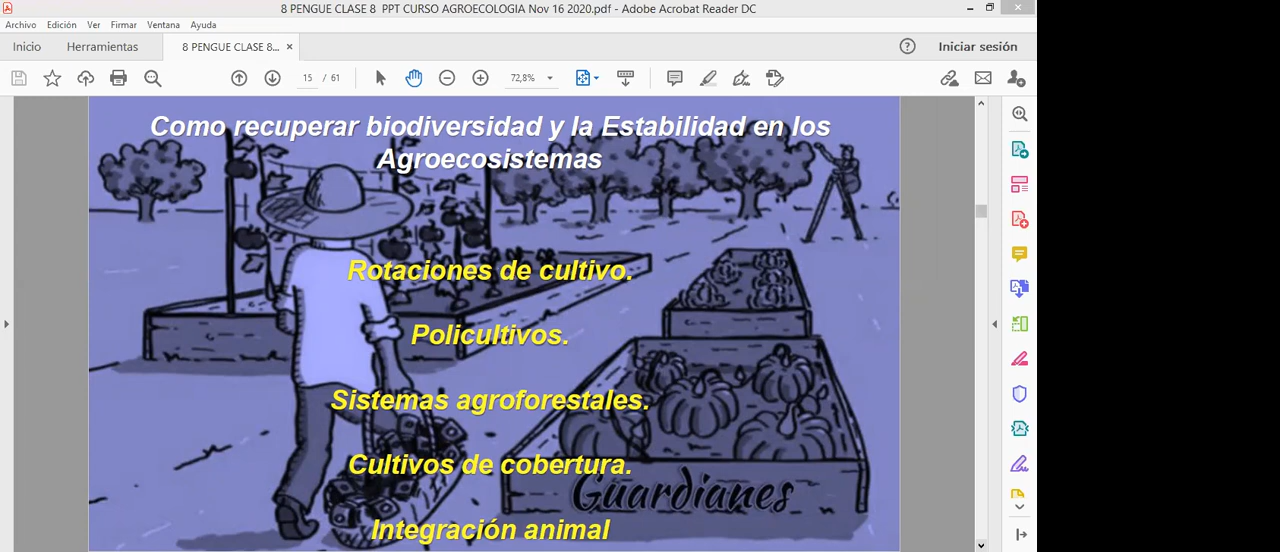 8 PENGUE CLASE 8  PPT CURSO AGROECOLOGIA Nov 16 2020.pdf - Adobe Acrobat Reader DC
Archivo Edición Ver Firmar Ventana Ayuda
Inicio Herramientas 8 PENGUE CLASE 8... × Iniciar sesión
15 / 61 72,8%
Como recuperar biodiversidad y la Estabilidad en los
Agroecosistemas
Rotaciones de cultivo.
Policultivos.
Sistemas agroforestales.
Cultivos de cobertura.
Guardianes
Integración animal